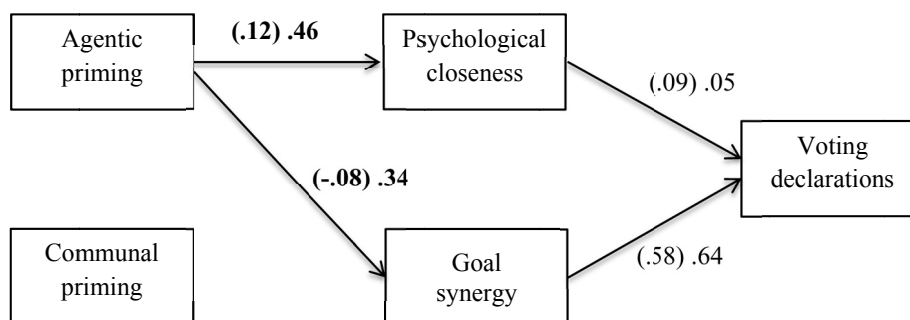 Agentic
priming
(.12) .46
Psychological
closeness
(.09) .05
Voting
declarations
(-.08) .34
Communal
priming
Goal
synergy
(.58) .64